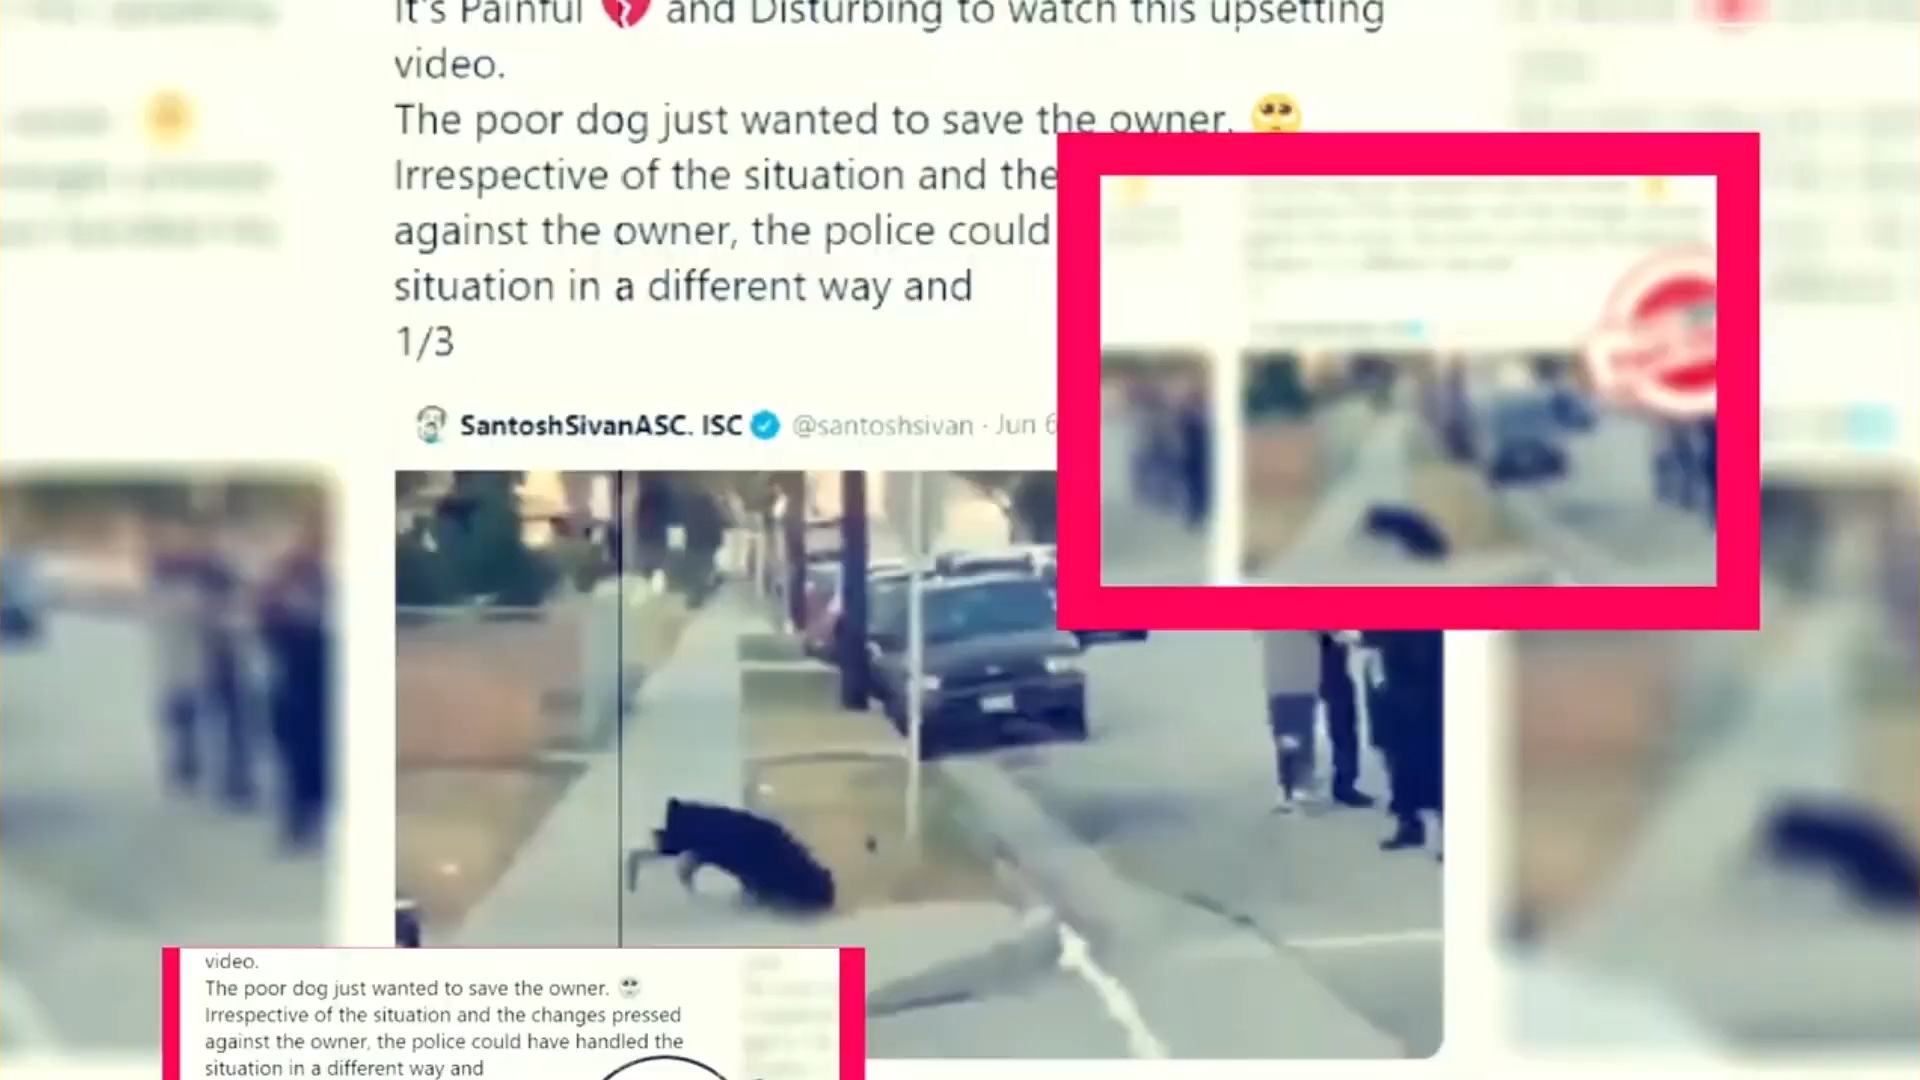 It's Painful 💔 and Disturbing to watch this upsetting
video.
The poor dog just wanted to save the owner. 🥺
Irrespective of the situation and the
against the owner, the police could
situation in a different way and
1/3
SantoshSivanASC. ISC @santoshsivan · Jun 6
video.
The poor dog just wanted to save the owner. 🥺
Irrespective of the situation and the changes pressed
against the owner, the police could have handled the
situation in a different way and